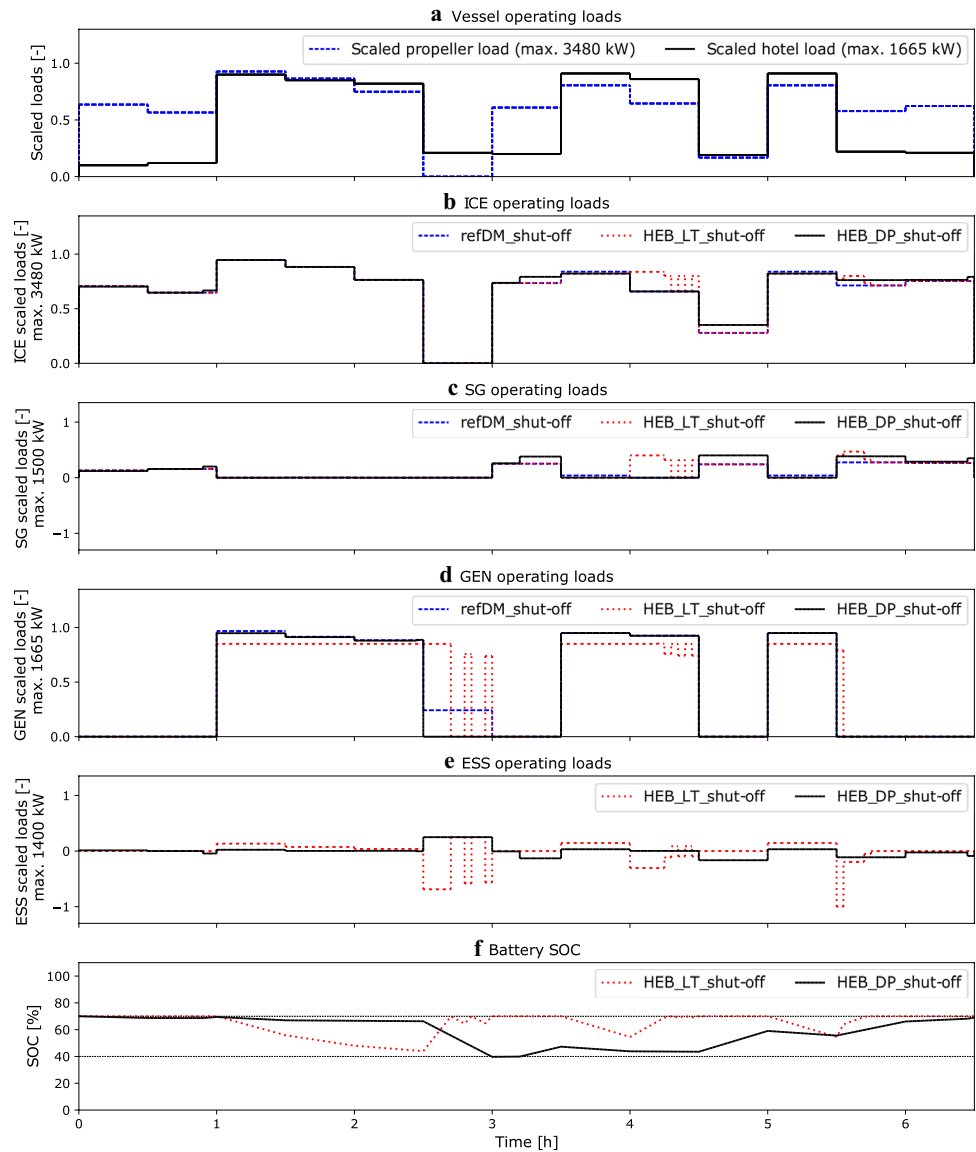 a Vessel operating loads
Scaled propeller load (max. 3480 kW) Scaled hotel load (max. 1665 kW)
Scaled loads [-]
1.0
0.5
0.0
b ICE operating loads
refDM_shut-off HEB_LT_shut-off HEB_DP_shut-off
ICE scaled loads [-]
max. 3480 kW
1.0
0.5
0.0
c SG operating loads
refDM_shut-off HEB_LT_shut-off HEB_DP_shut-off
SG scaled loads [-]
max. 1500 kW
1
0
−1
d GEN operating loads
refDM_shut-off HEB_LT_shut-off HEB_DP_shut-off
GEN scaled loads [-]
max. 1665 kW
1.0
0.5
0.0
e ESS operating loads
HEB_LT_shut-off HEB_DP_shut-off
ESS scaled loads [-]
max. 1400 kW
1
0
−1
f Battery SOC
HEB_LT_shut-off HEB_DP_shut-off
SOC [%]
100
80
60
40
20
0
0 1 2 3 4 5 6
Time [h]